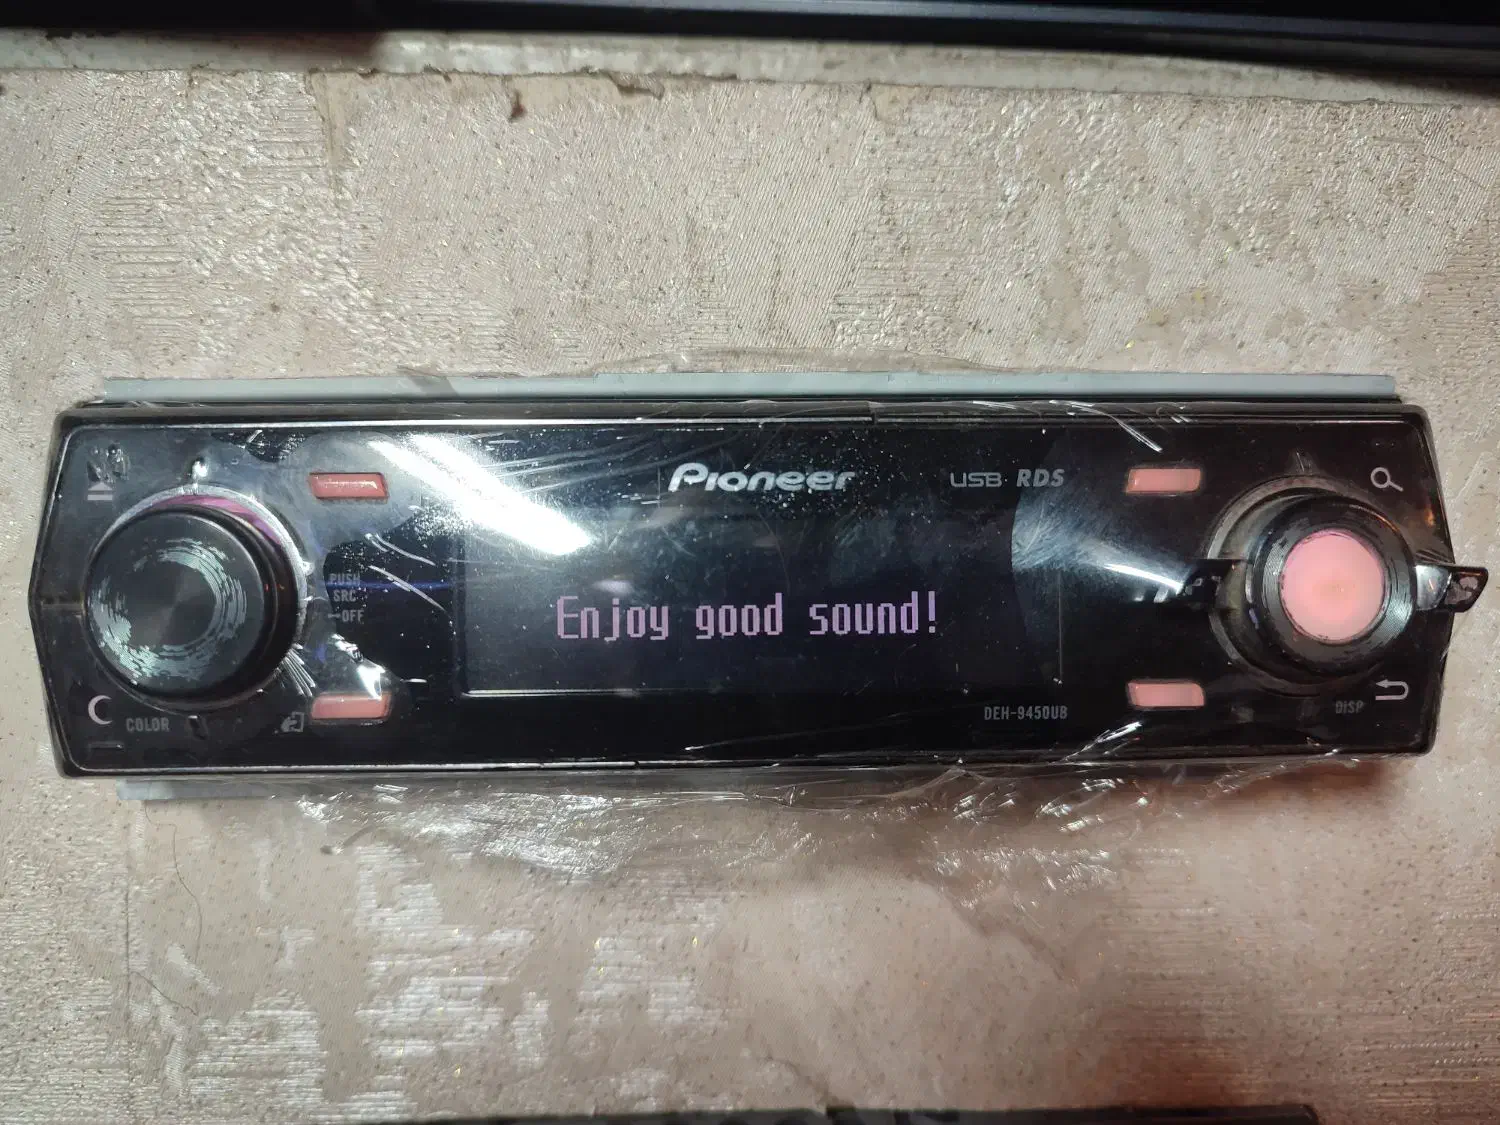 Pioneer
USB RDS
PUSH
SRC
OFF
Enjoy good sound!
COLOR
DEH-9450UB
DISP